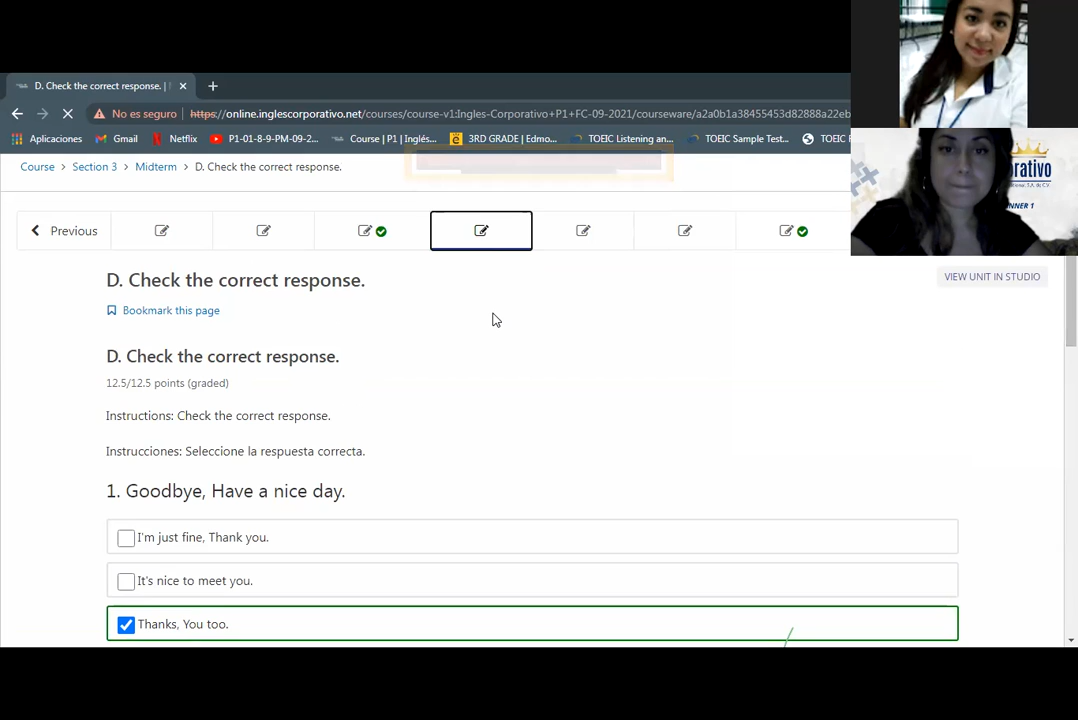 D. Check the correct response. |
No es seguro https://online.inglescorporativo.net/courses/course-v1:Ingles-Corporativo+P1+FC-09-2021/courseware/a2a0b1a38455453d82888a22eb
Aplicaciones Gmail Netflix P1-01-8-9-PM-09-2... Course | P1 | Inglés... 3RD GRADE | Edmo... TOEIC Listening an... TOEIC Sample Test... TOEIC F
Course > Section 3 > Midterm > D. Check the correct response.
orativo
NNER 1
Previous
D. Check the correct response.
VIEW UNIT IN STUDIO
Bookmark this page
D. Check the correct response.
12.5/12.5 points (graded)
Instructions: Check the correct response.
Instrucciones: Seleccione la respuesta correcta.
1. Goodbye, Have a nice day.
I'm just fine, Thank you.
It's nice to meet you.
Thanks, You too.